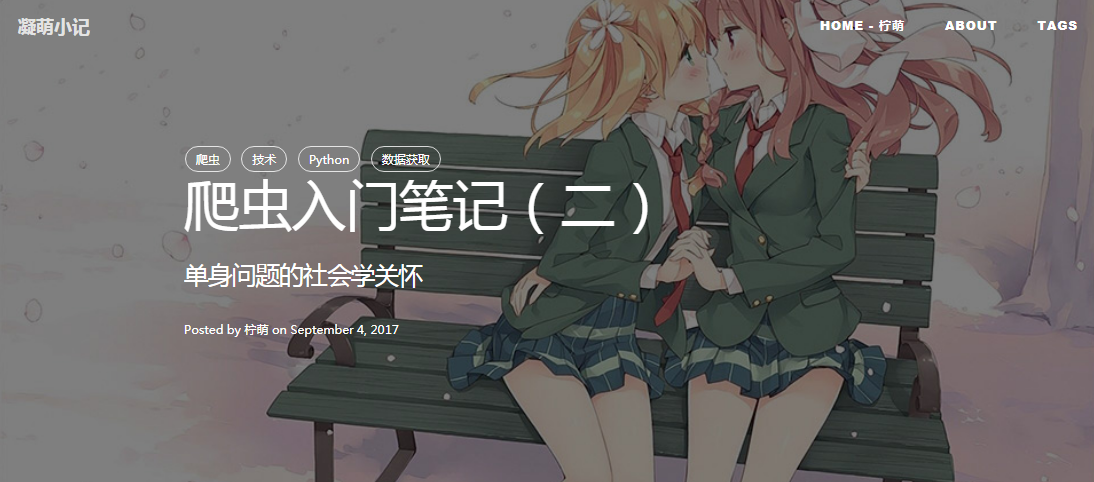 凝萌小记
HOME - 柠萌 ABOUT TAGS
爬虫 技术 Python 数据获取
爬虫入门笔记（二）
单身问题的社会学关怀
Posted by 柠萌 on September 4, 2017